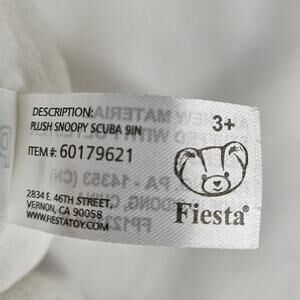 DESCRIPTION:
PLUSH SNOOPY SCUBA 9IN
ITEM #: 60179621
2834 E. 46TH STREET,
VERNON, CA 90058
WWW.FIESTATOY.COM
3+
Fiesta®